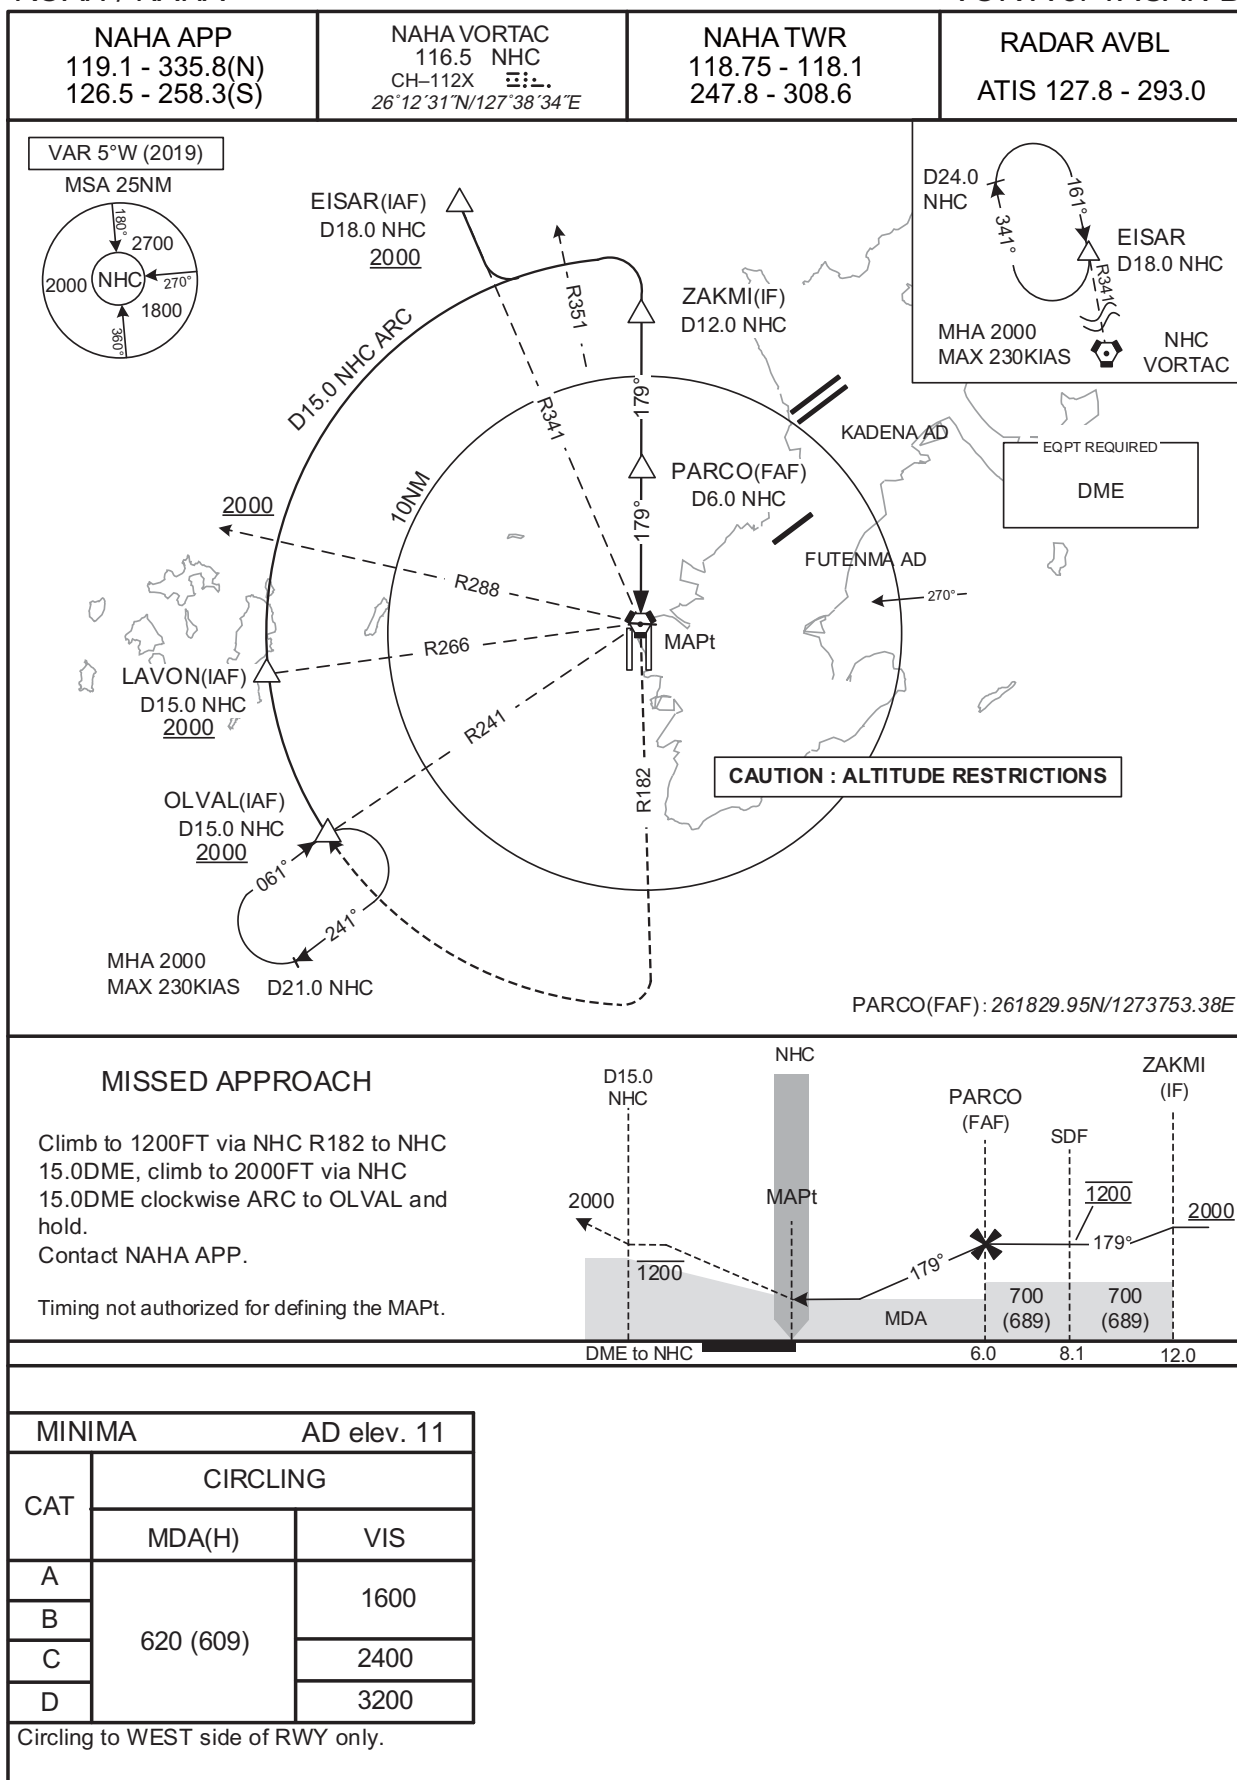 NAHA APP
119.1 - 335.8(N)
126.5 - 258.3(S)
NAHA VORTAC
116.5 NHC
CH–112X
26°12´31˝N/127°38´34˝E
NAHA TWR
118.75 - 118.1
247.8 - 308.6
RADAR AVBL
ATIS 127.8 - 293.0
VAR 5°W (2019)
MSA 25NM
180°
2700
2000
NHC
270°
1800
360°
EISAR(IAF)
D18.0 NHC
2000
D15.0 NHC ARC
R351
R341
ZAKMI(IF)
D12.0 NHC
179°
D24.0
NHC
161°
341°
EISAR
D18.0 NHC
R341
MHA 2000
MAX 230KIAS
NHC
VORTAC
KADENA AD
EQPT REQUIRED
DME
10NM
PARCO(FAF)
D6.0 NHC
179°
2000
FUTENMA AD
R288
270°
R266
MAPt
LAVON(IAF)
D15.0 NHC
2000
R241
R182
CAUTION : ALTITUDE RESTRICTIONS
OLVAL(IAF)
D15.0 NHC
2000
061°
241°
MHA 2000
MAX 230KIAS
D21.0 NHC
PARCO(FAF) : 261829.95N/1273753.38E
MISSED APPROACH
Climb to 1200FT via NHC R182 to NHC
15.0DME, climb to 2000FT via NHC
15.0DME clockwise ARC to OLVAL and
hold.
Contact NAHA APP.
Timing not authorized for defining the MAPt.
NHC
D15.0
NHC
ZAKMI
(IF)
PARCO
(FAF)
SDF
2000
MAPt
1200
2000
1200
179°
179°
MDA
700
(689)
700
(689)
DME to NHC
6.0
8.1
12.0
MINIMA AD elev. 11
CAT
CIRCLING
MDA(H)
VIS
A
B
C
D
620 (609)
1600
2400
3200
Circling to WEST side of RWY only.